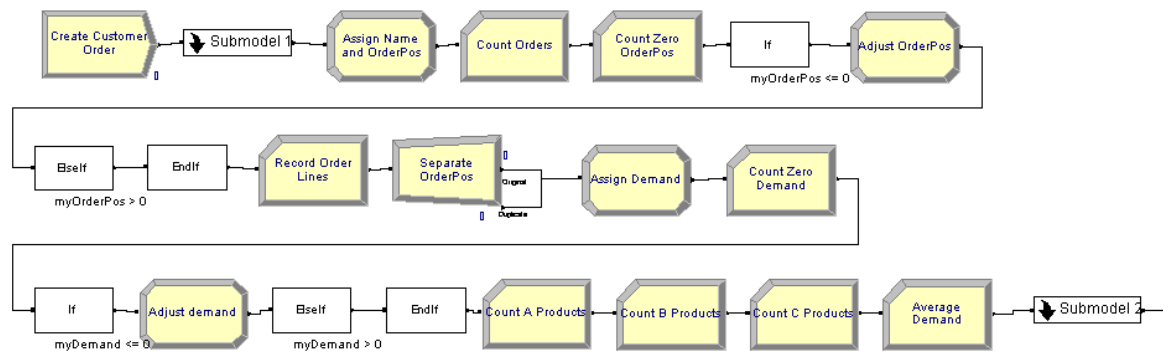 Create Customer
Order
Submodel 1
Assign Name
and OrderPos
Count Orders
Count Zero
OrderPos
If
myOrderPos <= 0
Adjust OrderPos
ElseIf
myOrderPos > 0
EndIf
Record Order
Lines
Separate
OrderPos
Original
Duplicate
Assign Demand
Count Zero
Demand
If
myDemand <= 0
Adjust demand
ElseIf
myDemand > 0
EndIf
Count A Products
Count B Products
Count C Products
Average
Demand
Submodel 2